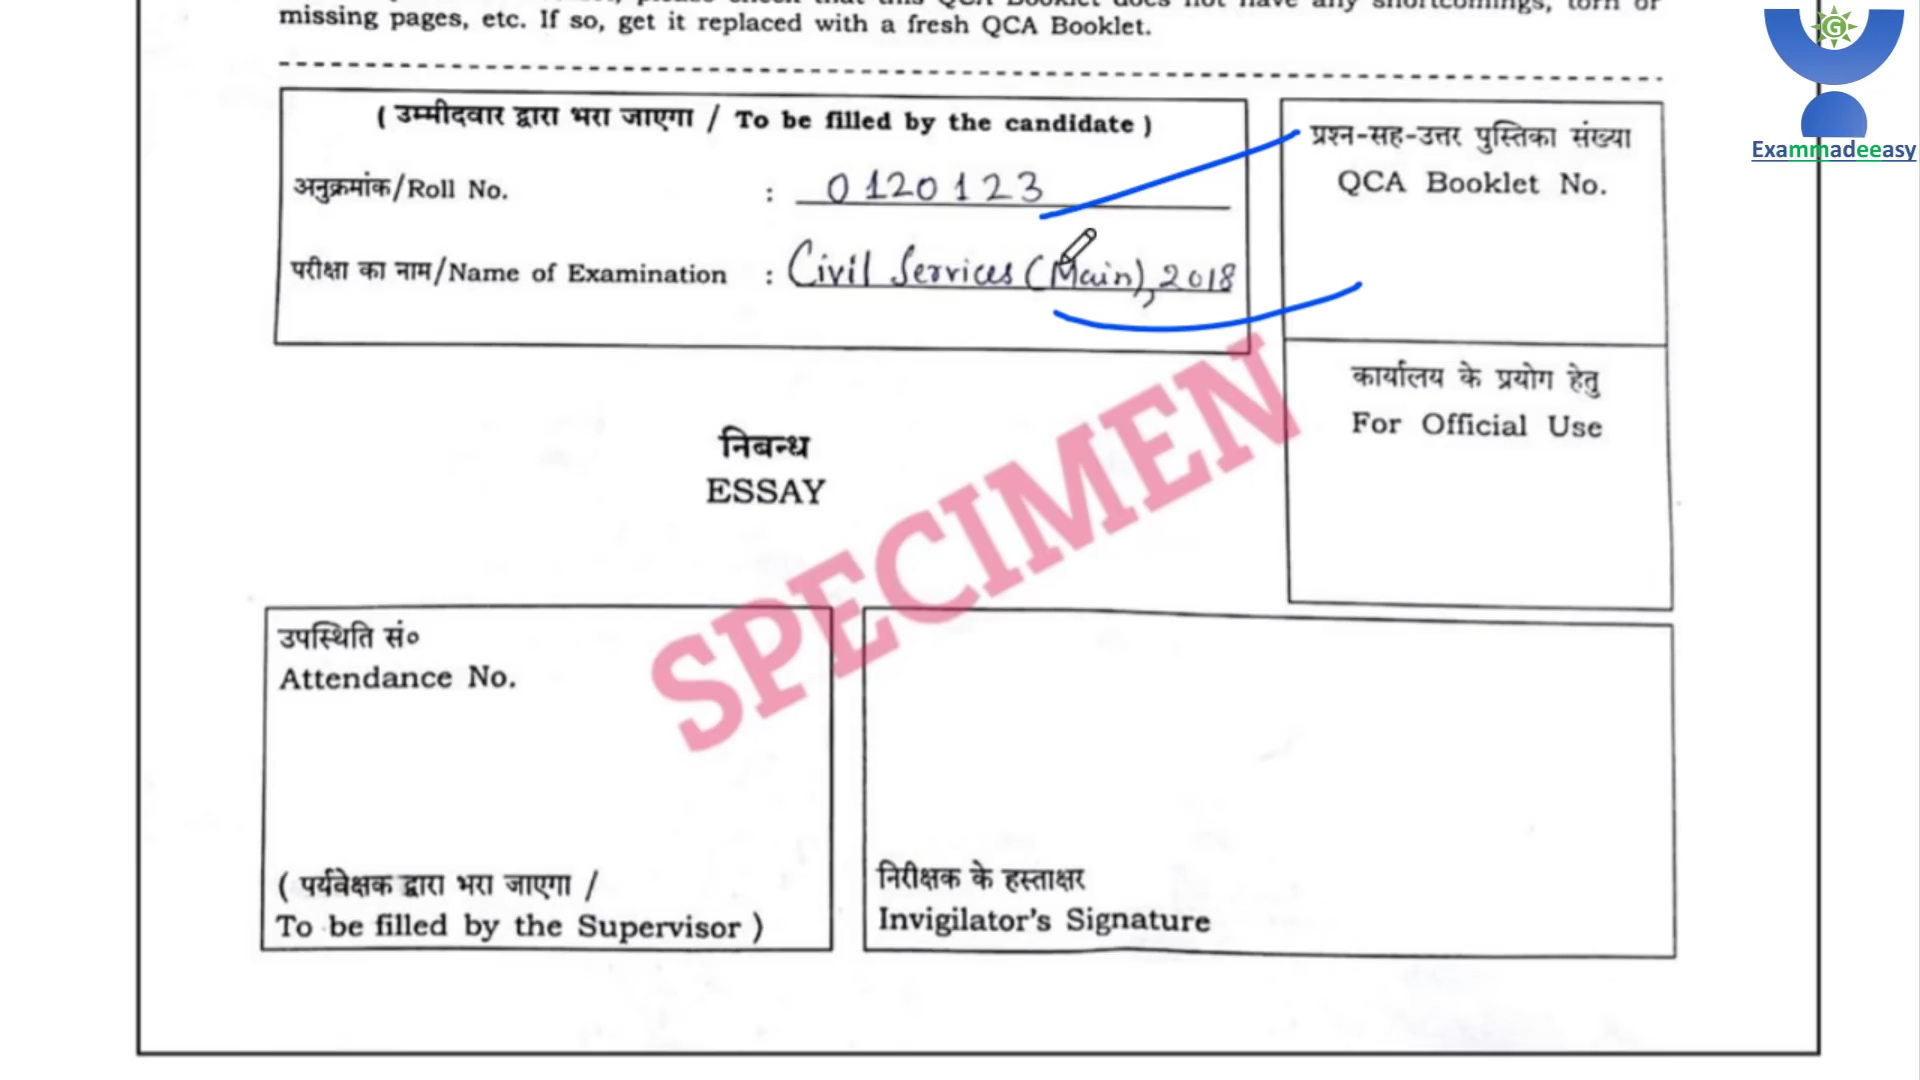 missing pages, etc. If so, get it replaced with a fresh QCA Booklet.
Exammadeeasy
( उम्मीदवार द्वारा भरा जाएगा / To be filled by the candidate )
अनुक्रमांक/Roll No. : 0120123
परीक्षा का नाम/Name of Examination : Civil Services (Main), 2018
प्रश्न-सह-उत्तर पुस्तिका संख्या
QCA Booklet No.
कार्यालय के प्रयोग हेतु
For Official Use
निबन्ध
ESSAY
SPECIMEN
उपस्थिति सं०
Attendance No.
( पर्यवेक्षक द्वारा भरा जाएगा /
To be filled by the Supervisor )
निरीक्षक के हस्ताक्षर
Invigilator's Signature